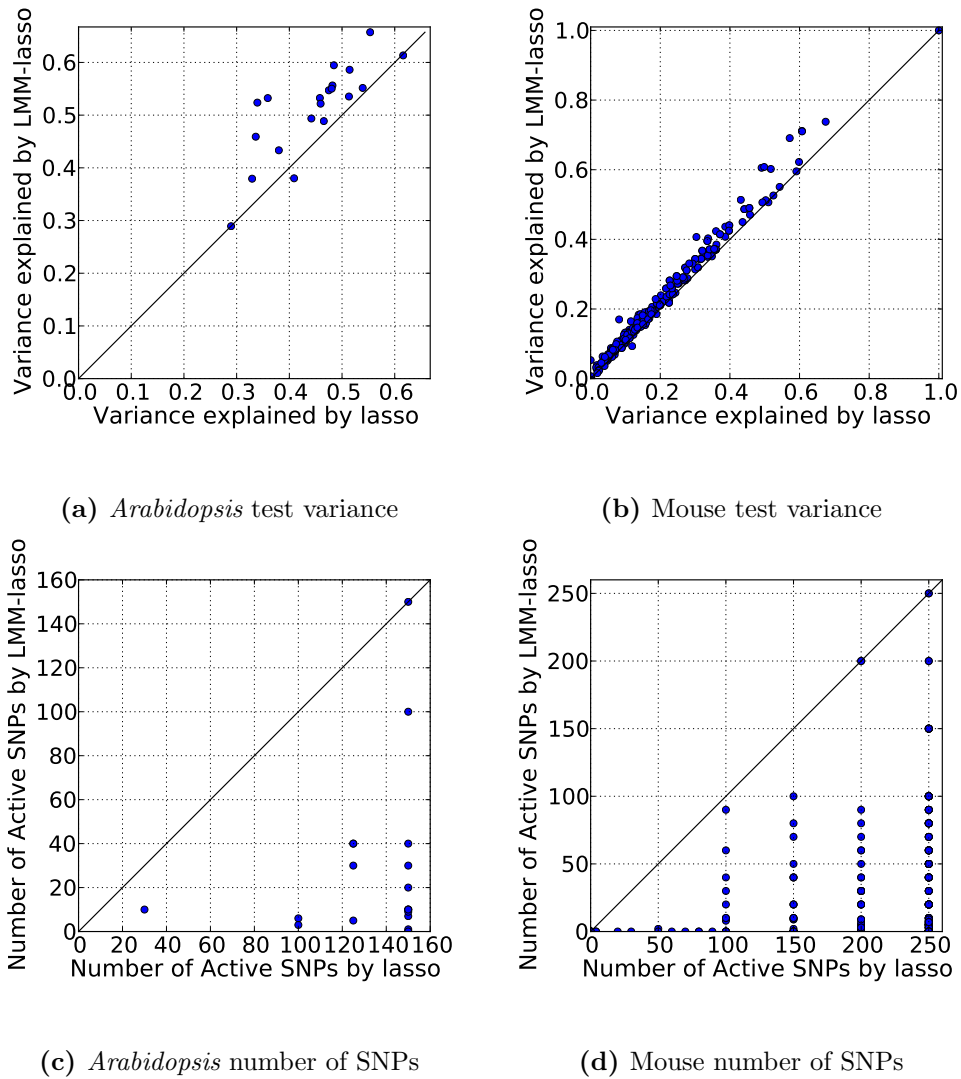 Variance explained by LMM-lasso
0.6
0.5
0.4
0.3
0.2
0.1
0.0
0.0 0.1 0.2 0.3 0.4 0.5 0.6
Variance explained by lasso
(a) Arabidopsis test variance
Variance explained by LMM-lasso
1.0
0.8
0.6
0.4
0.2
0.0
0.0 0.2 0.4 0.6 0.8 1.0
Variance explained by lasso
(b) Mouse test variance
Number of Active SNPs by LMM-lasso
160
140
120
100
80
60
40
20
0
0 20 40 60 80 100 120 140 160
Number of Active SNPs by lasso
(c) Arabidopsis number of SNPs
Number of Active SNPs by LMM-lasso
250
200
150
100
50
0
0 50 100 150 200 250
Number of Active SNPs by lasso
(d) Mouse number of SNPs